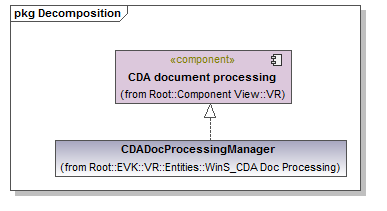 pkg Decomposition
«component»
CDA document processing
(from Root::Component View::VR)
CDADocProcessingManager
(from Root::EVK::VR::Entities::WinS_CDA Doc Processing)